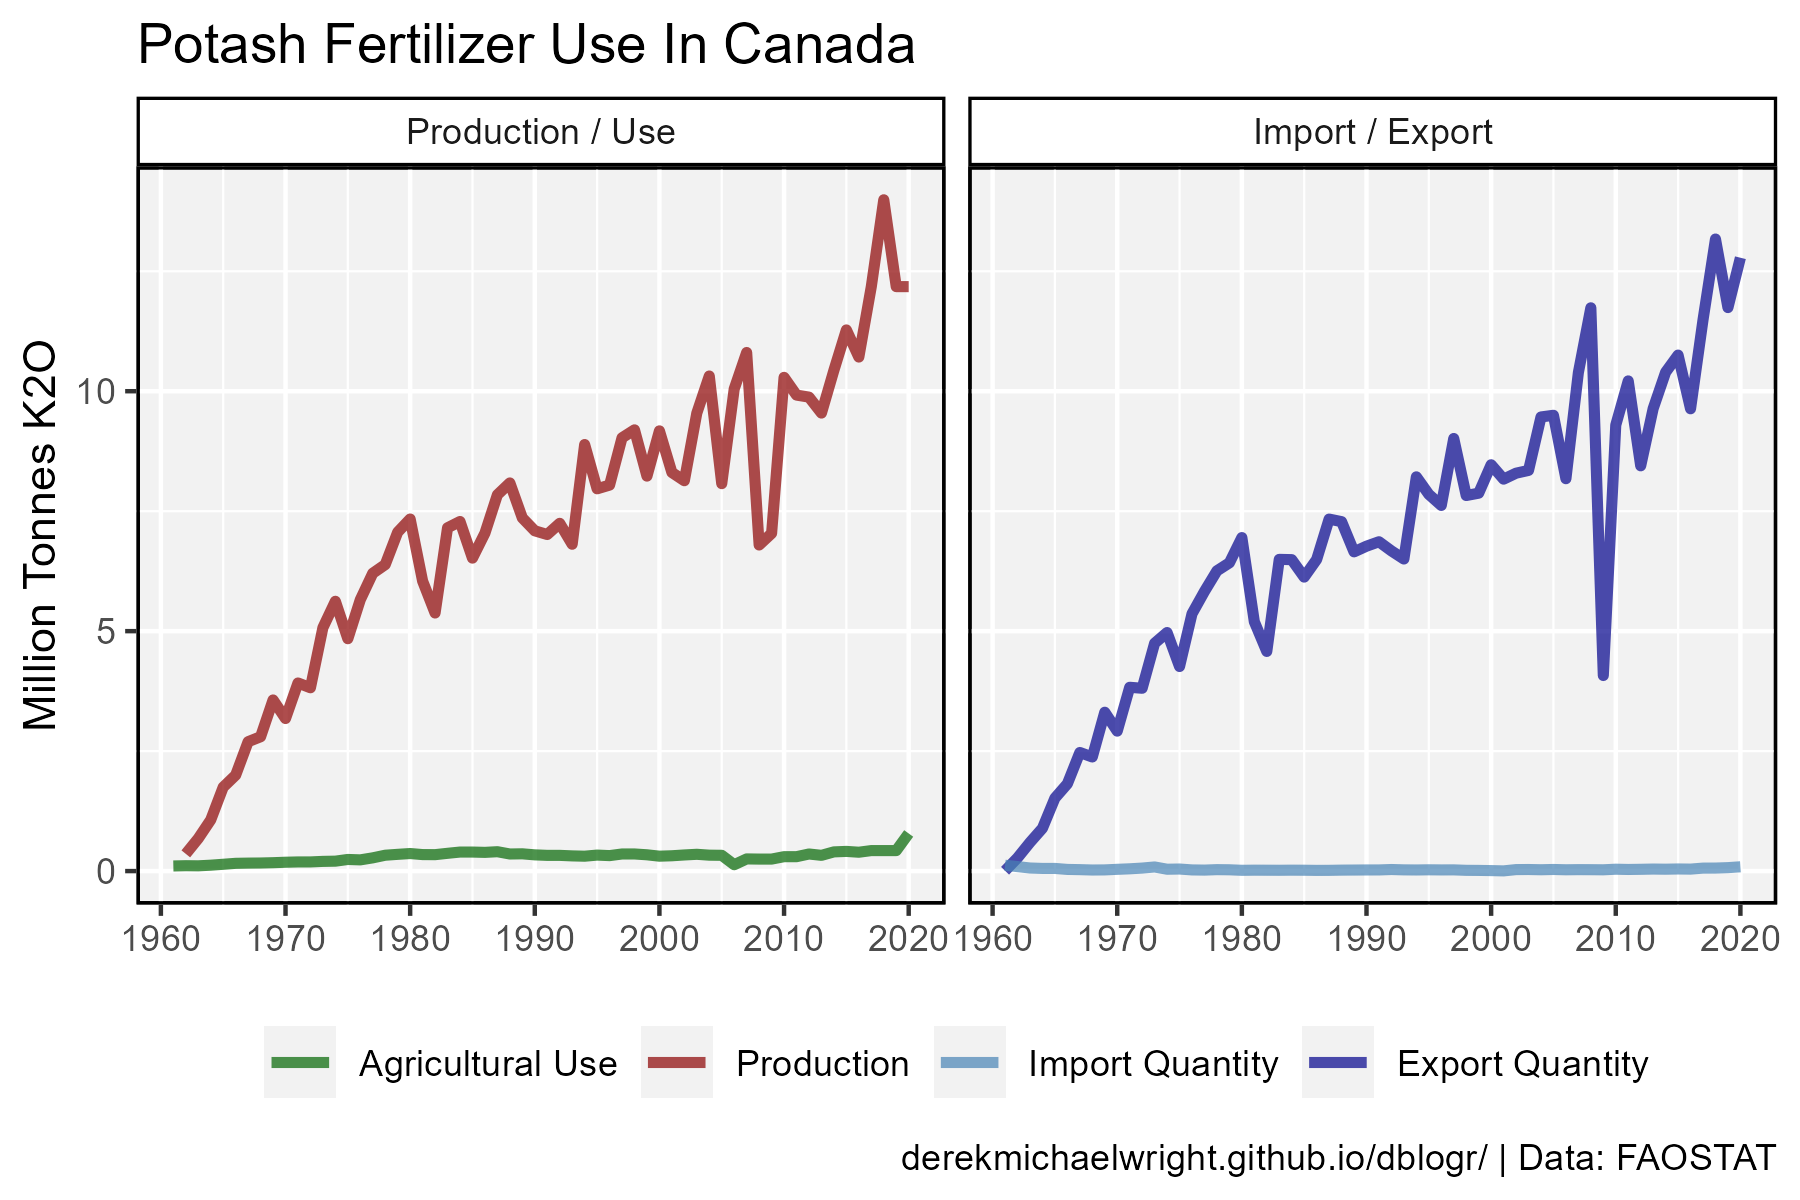 Potash Fertilizer Use In Canada
Production / Use
Import / Export
Million Tonnes K2O
10
5
0
1960 1970 1980 1990 2000 2010 2020
1960 1970 1980 1990 2000 2010 2020
Agricultural Use Production Import Quantity Export Quantity
derekmichaelwright.github.io/dblogr/ | Data: FAOSTAT